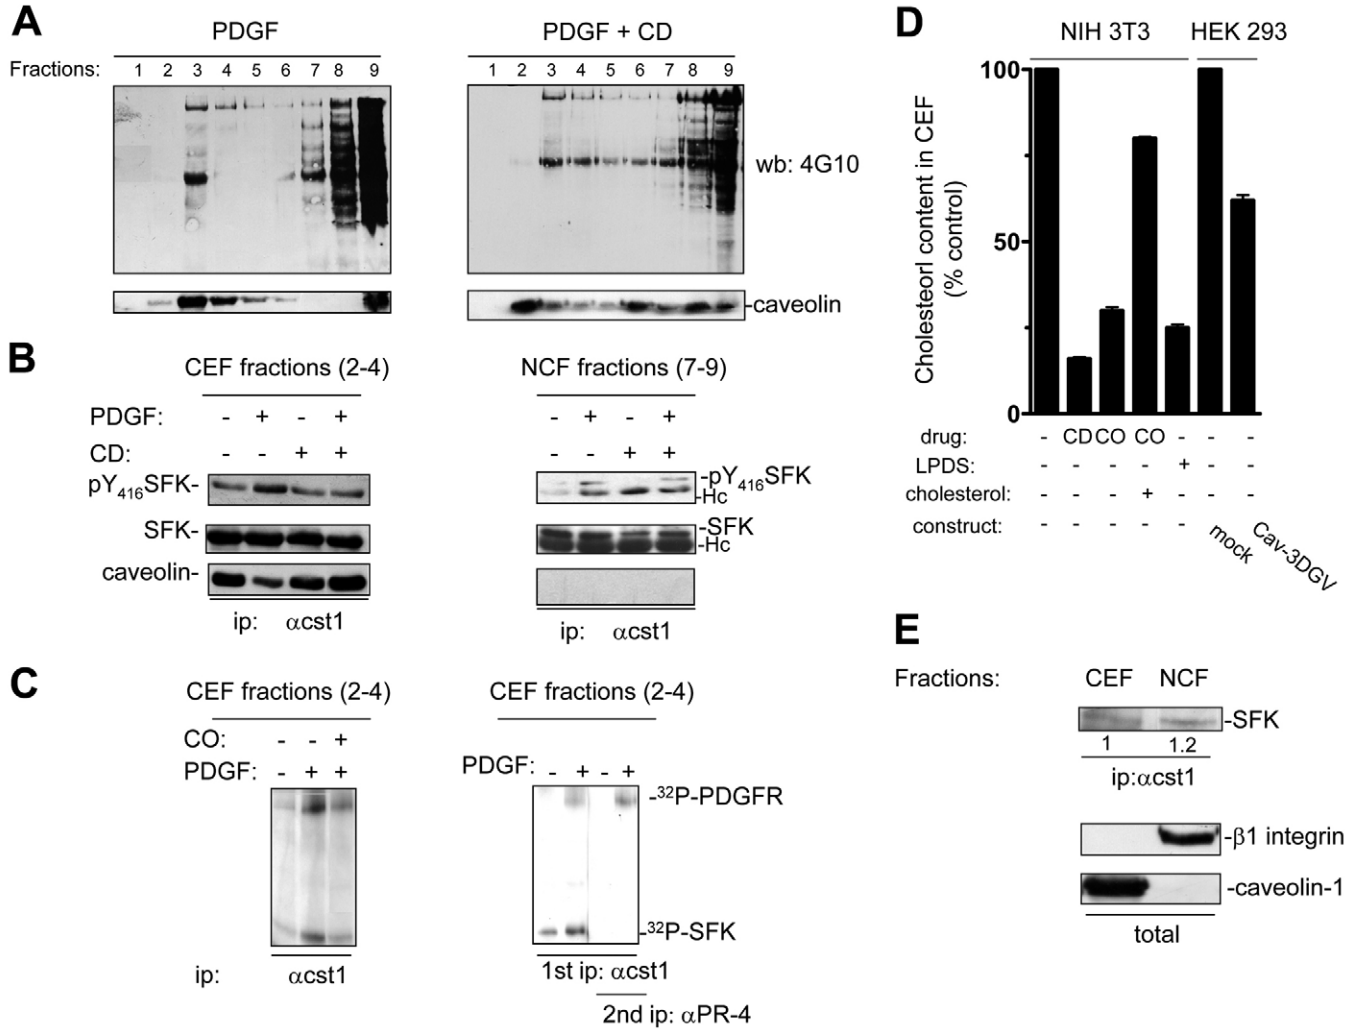 A
PDGF
PDGF + CD
Fractions: 1 2 3 4 5 6 7 8 9
1 2 3 4 5 6 7 8 9
wb: 4G10
-caveolin
B
CEF fractions (2-4)
NCF fractions (7-9)
PDGF: - + - +
- + - +
CD: - - + +
- - + +
pY416SFK-
-pY416SFK
-Hc
SFK-
-SFK
-Hc
caveolin-
ip: αcst1
ip: αcst1
C
CEF fractions (2-4)
CEF fractions (2-4)
CO: - - +
PDGF: - + +
PDGF: - + - +
-32P-PDGFR
-32P-SFK
ip: αcst1
1st ip: αcst1
2nd ip: αPR-4
D
NIH 3T3
HEK 293
Cholesteorl content in CEF
(% control)
100
50
0
drug: - CD CO CO - - -
LPDS: - - - - + - -
cholesterol: - - - + - - -
construct: - - - - - mock Cav-3DGV
E
Fractions: CEF NCF
-SFK
1 1.2
ip:αcst1
-β1 integrin
-caveolin-1
total